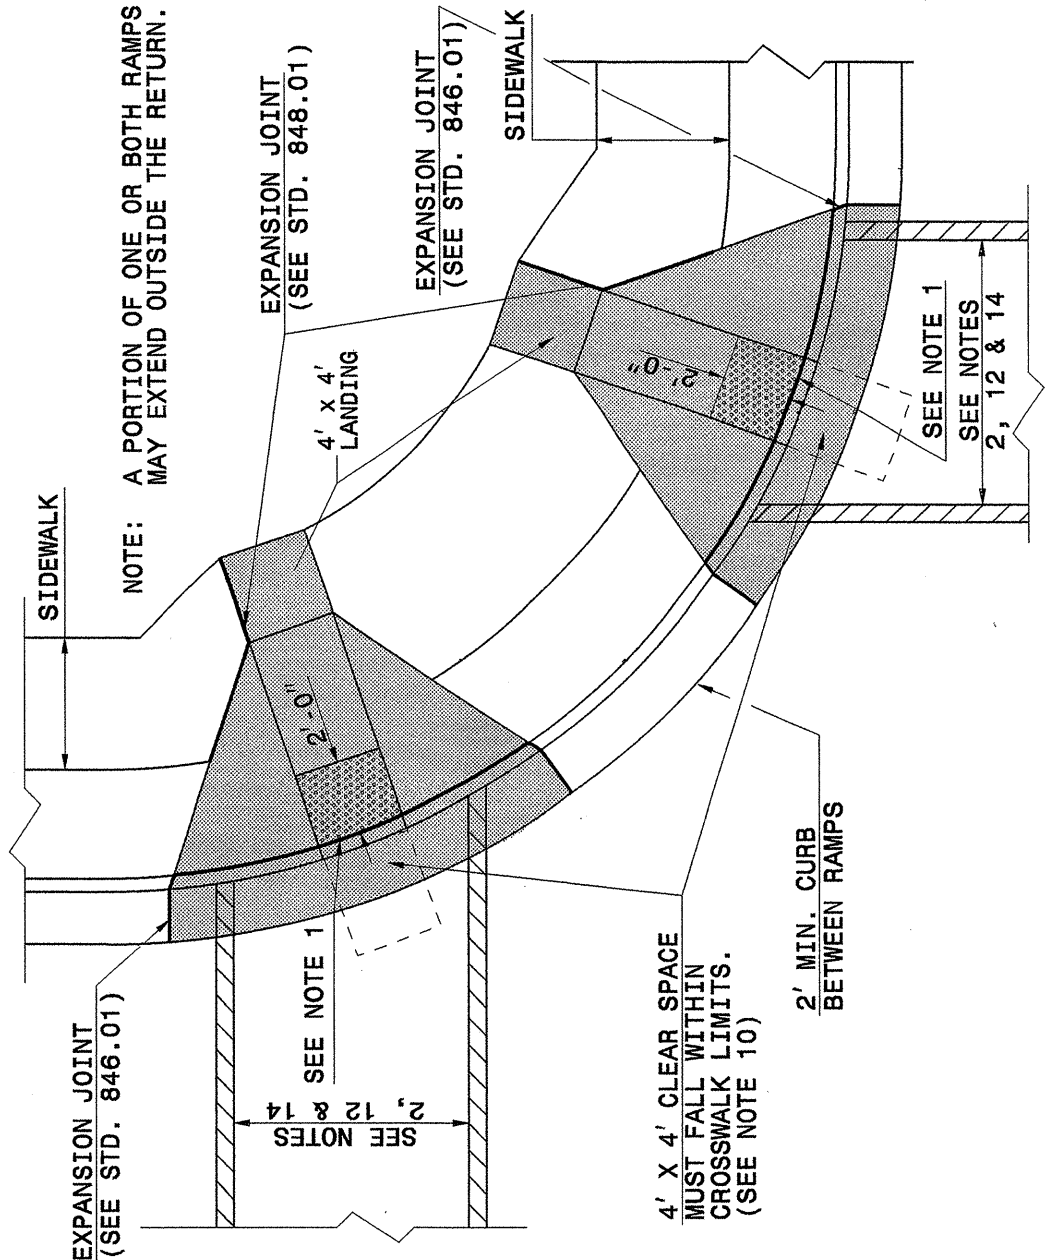 NOTE: A PORTION OF ONE OR BOTH RAMPS
MAY EXTEND OUTSIDE THE RETURN.
SIDEWALK
EXPANSION JOINT
(SEE STD. 848.01)
EXPANSION JOINT
(SEE STD. 846.01)
SIDEWALK
4' x 4'
LANDING
2'-0"
2'-0"
EXPANSION JOINT
(SEE STD. 846.01)
SEE NOTE 1
SEE NOTES
2, 12 & 14
SEE NOTE 1
SEE NOTES
2, 12 & 14
4' X 4' CLEAR SPACE
MUST FALL WITHIN
CROSSWALK LIMITS.
(SEE NOTE 10)
2' MIN. CURB
BETWEEN RAMPS